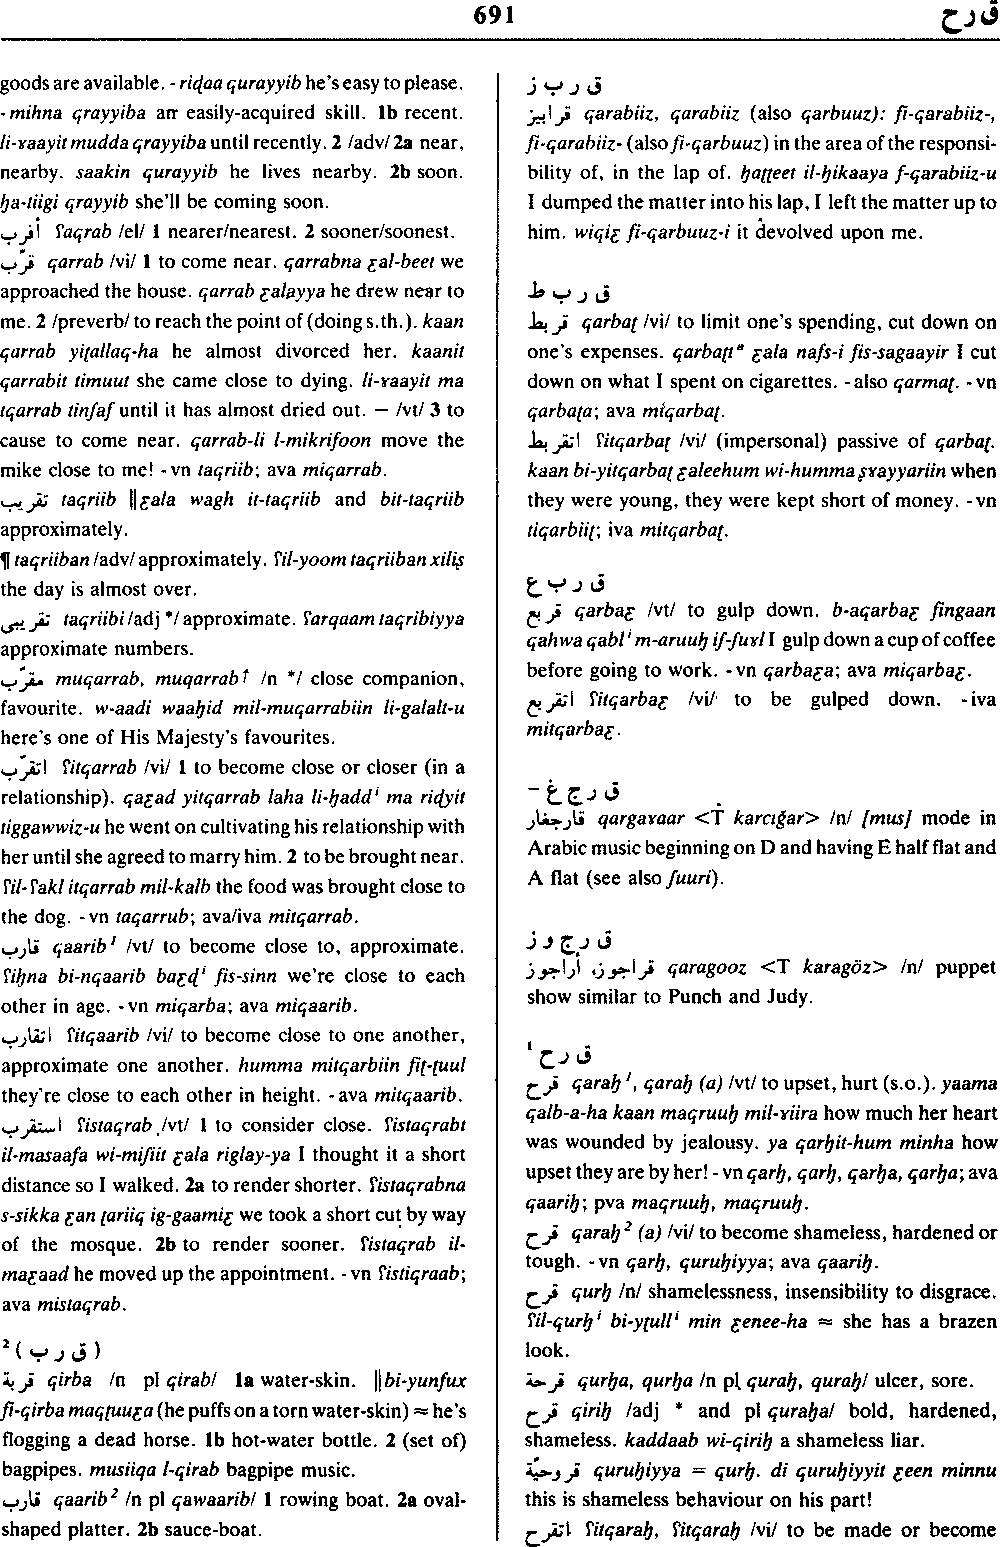 691
ق ر ح
goods are available. - riḍaa qurayyib he's easy to please.
- mihna qrayyiba an easily-acquired skill. 1b recent.
li-ɣaayit mudda qrayyiba until recently. 2 /adv/ 2a near,
nearby. saakin qurayyib he lives nearby. 2b soon.
ḥa-tiigi qrayyib she'll be coming soon.
أقرب ʕaqrab /el/ 1 nearer/nearest. 2 sooner/soonest.
قرّب qarrab /vi/ 1 to come near. qarrabna ƹal-beet we
approached the house. qarrab ƹalayya he drew near to
me. 2 /preverb/ to reach the point of (doing s.th.). kaan
qarrab yiṭallaq-ha he almost divorced her. kaanit
qarrabit timuut she came close to dying. li-ɣaayit ma
tqarrab tinʃaf until it has almost dried out. — /vt/ 3 to
cause to come near. qarrab-li l-mikrifoon move the
mike close to me! - vn taqriib; ava miqarrab.
تقريب taqriib ‖ƹala wagh it-taqriib and bit-taqriib
approximately.
¶ taqriiban /adv/ approximately. ʕil-yoom taqriiban xiliṣ
the day is almost over.
تقريبي taqriibi /adj */ approximate. ʕarqaam taqribiyya
approximate numbers.
مقرّب muqarrab, muqarrab↑ /n */ close companion,
favourite. w-aadi waaḥid mil-muqarrabiin li-galalt-u
here's one of His Majesty's favourites.
اتقرّب ʕitqarrab /vi/ 1 to become close or closer (in a
relationship). qaƹad yitqarrab laha li-ḥaddⁱ ma riḍyit
tiggawwiz-u he went on cultivating his relationship with
her until she agreed to marry him. 2 to be brought near.
ʕil-ʕakl itqarrab mil-kalb the food was brought close to
the dog. - vn taqarrub; ava/iva mitqarrab.
قارب qaarib¹ /vt/ to become close to, approximate.
ʕiḥna bi-nqaarib baƹḍⁱ fis-sinn we're close to each
other in age. - vn miqarba; ava miqaarib.
اتقارب ʕitqaarib /vi/ to become close to one another,
approximate one another. humma mitqarbiin fiṭ-ṭuul
they're close to each other in height. - ava mitqaarib.
استقرب ʕistaqrab /vt/ 1 to consider close. ʕistaqrabt
il-masaafa wi-miʃiit ƹala riglay-ya I thought it a short
distance so I walked. 2a to render shorter. ʕistaqrabna
s-sikka ƹan ṭariiq ig-gaamiƹ we took a short cut by way
of the mosque. 2b to render sooner. ʕistaqrab il-
maƹaad he moved up the appointment. - vn ʕistiqraab;
ava mistaqrab.
²(ق ر ب)
قربة qirba /n pl qirab/ 1a water-skin. ‖bi-yunfux
fi-qirba maqṭuuƹa (he puffs on a torn water-skin) ≈ he's
flogging a dead horse. 1b hot-water bottle. 2 (set of)
bagpipes. musiiqa l-qirab bagpipe music.
قارب qaarib² /n pl qawaarib/ 1 rowing boat. 2a oval-
shaped platter. 2b sauce-boat.
ق ر ب ز
قرابيز qarabiiz, qarabiiz (also qarbuuz): fi-qarabiiz-,
fi-qarabiiz- (also fi-qarbuuz) in the area of the responsi-
bility of, in the lap of. ḥaṭṭeet il-ḥikaaya f-qarabiiz-u
I dumped the matter into his lap, I left the matter up to
him. wiqiƹ fi-qarbuuz-i it devolved upon me.
ق ر ب ط
قربط qarbaṭ /vi/ to limit one's spending, cut down on
one's expenses. qarbaṭṭᵃ ƹala nafs-i fis-sagaayir I cut
down on what I spent on cigarettes. - also qarmaṭ. - vn
qarbaṭa; ava miqarbaṭ.
اتقربط ʕitqarbaṭ /vi/ (impersonal) passive of qarbaṭ.
kaan bi-yitqarbaṭ ƹaleehum wi-humma ṣɣayyariin when
they were young, they were kept short of money. - vn
tiqarbiiṭ; iva mitqarbaṭ.
ق ر ب ع
قربع qarbaƹ /vt/ to gulp down. b-aqarbaƹ fingaan
qahwa qablⁱ m-aruuḥ iʃ-ʃuɣl I gulp down a cup of coffee
before going to work. - vn qarbaƹa; ava miqarbaƹ.
اتقربع ʕitqarbaƹ /vi/ to be gulped down. - iva
mitqarbaƹ.
ق ر ج غ –
قارجغار qargaɣaar <T karcığar> /n/ [mus] mode in
Arabic music beginning on D and having E half flat and
A flat (see also ʃuuri).
ق ر ج و ز
قراجوز، أراجوز qaragooz <T karagöz> /n/ puppet
show similar to Punch and Judy.
ق ر ح ¹
قرح qaraḥ¹, qaraḥ (a) /vt/ to upset, hurt (s.o.). yaama
qalb-a-ha kaan maqruuḥ mil-ɣiira how much her heart
was wounded by jealousy. ya qarḥit-hum minha how
upset they are by her! - vn qarḥ, qarḥ, qarḥa, qarḥa; ava
qaariḥ; pva maqruuḥ, maqruuḥ.
قرح qaraḥ² (a) /vi/ to become shameless, hardened or
tough. - vn qarḥ, quruḥiyya; ava qaariḥ.
قرح qurḥ /n/ shamelessness, insensibility to disgrace.
ʕil-qurḥⁱ bi-yṭullⁱ min ƹenee-ha ≈ she has a brazen
look.
قرحة qurḥa, qurḥa /n pl quraḥ, quraḥ/ ulcer, sore.
قرح qiriḥ /adj * and pl quraḥa/ bold, hardened,
shameless. kaddaab wi-qiriḥ a shameless liar.
قروحيّة quruḥiyya = qurḥ. di quruḥiyyit ƹeen minnu
this is shameless behaviour on his part!
اتقرح ʕitqaraḥ, ʕitqaraḥ /vi/ to be made or become